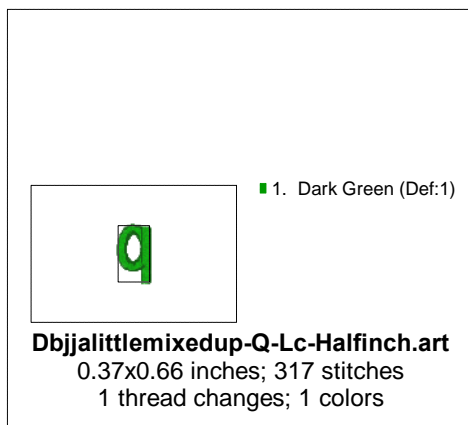 1. Dark Green (Def:1)
q
Dbjjalittlemixedup-Q-Lc-Halfinch.art
0.37x0.66 inches; 317 stitches
1 thread changes; 1 colors